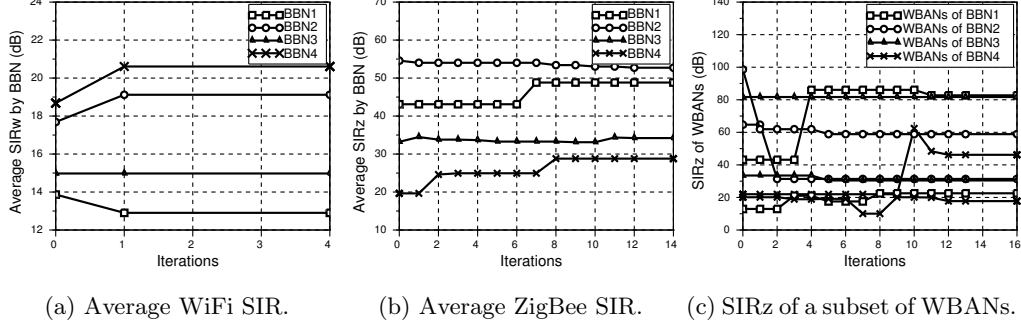 Average SIRw by BBN (dB)
24
22
20
18
16
14
12
0
1
2
3
4
Iterations
BBN1
BBN2
BBN3
BBN4
(a) Average WiFi SIR.
Average SIRz by BBN (dB)
70
60
50
40
30
20
10
0
2
4
6
8
10
12
14
Iterations
BBN1
BBN2
BBN3
BBN4
(b) Average ZigBee SIR.
SIRz of WBANs (dB)
140
120
100
80
60
40
20
0
0
2
4
6
8
10
12
14
16
Iterations
WBANs of BBN1
WBANs of BBN2
WBANs of BBN3
WBANs of BBN4
(c) SIRz of a subset of WBANs.